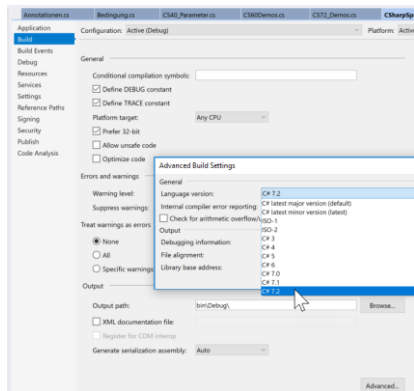 Annotationen.cs Bedingung.cs CS40_Parameter.cs CS60Demos.cs CS72_Demos.cs CSharpSp
Application
Build
Build Events
Debug
Resources
Services
Settings
Reference Paths
Signing
Security
Publish
Code Analysis
Configuration: Active (Debug) Platform: Active
General
Conditional compilation symbols:
Define DEBUG constant
Define TRACE constant
Platform target: Any CPU
Prefer 32-bit
Allow unsafe code
Optimize code
Errors and warnings
Warning level:
Suppress warnings:
Treat warnings as errors
None
All
Specific warnings
Output
Output path: bin\Debug\ Browse...
XML documentation file:
Register for COM interop
Generate serialization assembly: Auto
Advanced...
Advanced Build Settings
General
Language version: C# 7.2
Internal compiler error reporting:
Check for arithmetic overflow/u
Output
Debugging information:
File alignment:
Library base address:
C# latest major version (default)
C# latest minor version (latest)
ISO-1
ISO-2
C# 3
C# 4
C# 5
C# 6
C# 7.0
C# 7.1
C# 7.2